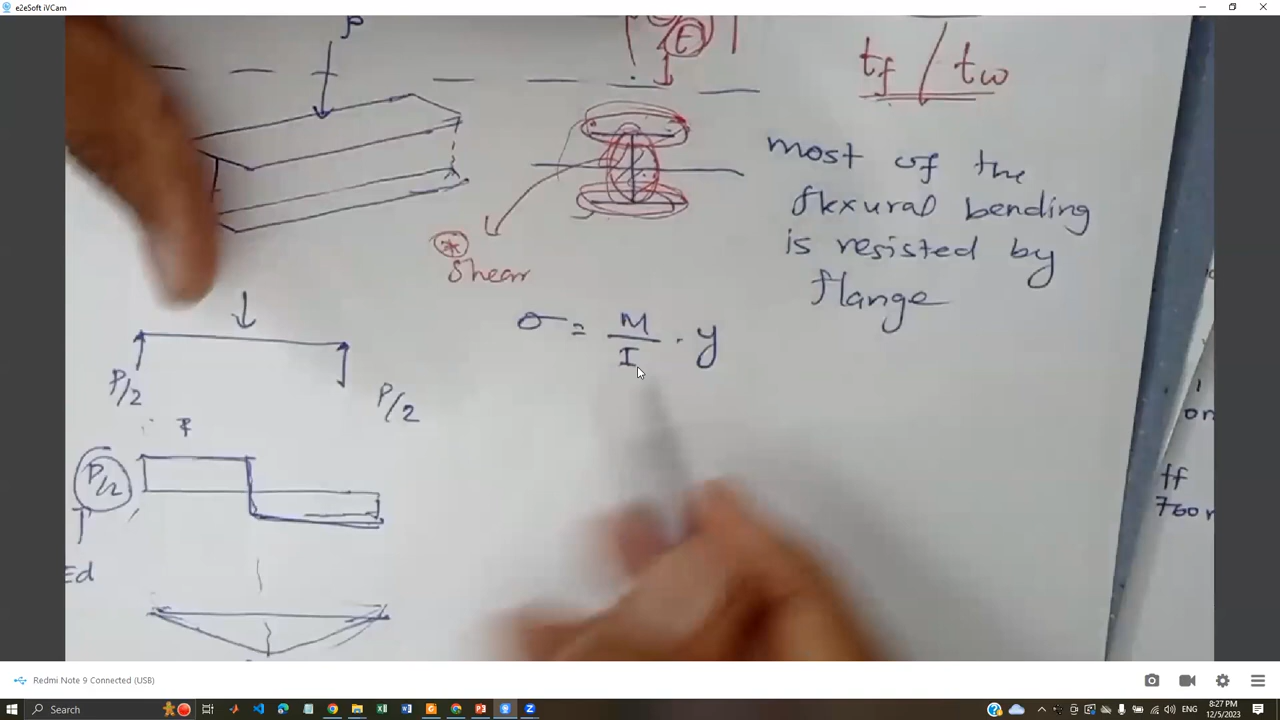 e2eSoft iVCam
P
t
tf / tw
most of the
flexural bending
is resisted by
flange
*
Shear
σ = M/I · y
P/2
P/2
P/2
Ed
on
ff
Redmi Note 9 Connected (USB)
Search
ENG
8:27 PM
12/5/2023